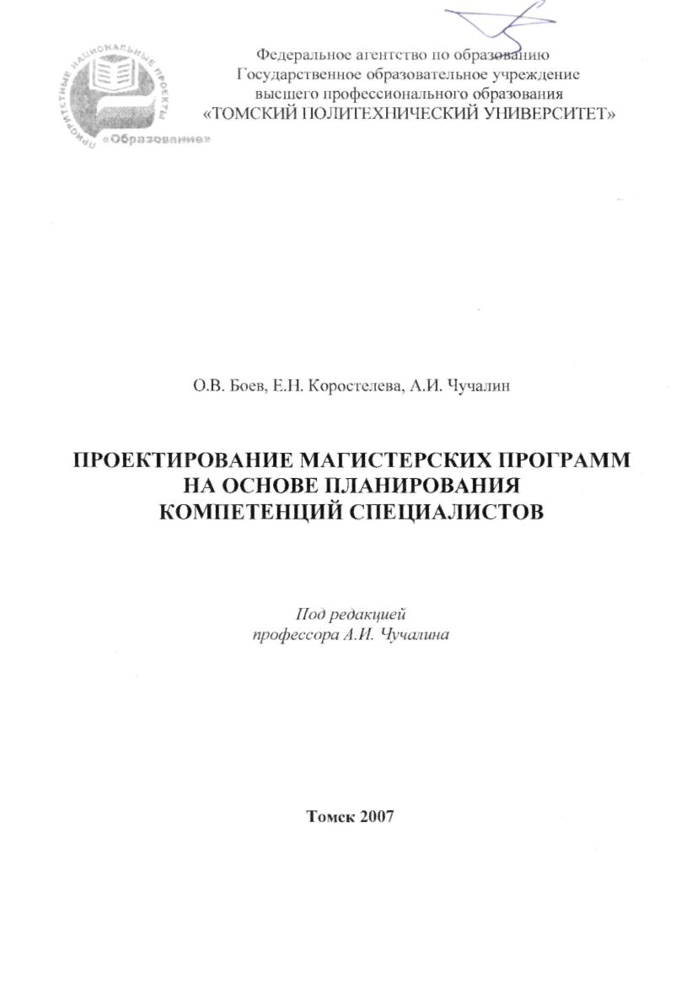 ПРИОРИТЕТНЫЕ НАЦИОНАЛЬНЫЕ ПРОЕКТЫ
«Образование»
Федеральное агентство по образованию
Государственное образовательное учреждение
высшего профессионального образования
«ТОМСКИЙ ПОЛИТЕХНИЧЕСКИЙ УНИВЕРСИТЕТ»
О.В. Боев, Е.Н. Коростелева, А.И. Чучалин
ПРОЕКТИРОВАНИЕ МАГИСТЕРСКИХ ПРОГРАММ
НА ОСНОВЕ ПЛАНИРОВАНИЯ
КОМПЕТЕНЦИЙ СПЕЦИАЛИСТОВ
Под редакцией
профессора А.И. Чучалина
Томск 2007